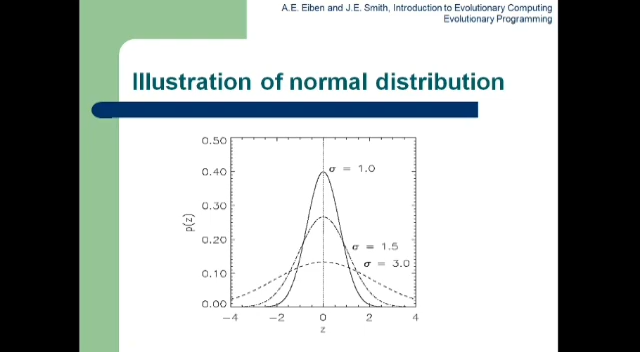 A.E. Eiben and J.E. Smith, Introduction to Evolutionary Computing
Evolutionary Programming
Illustration of normal distribution
0.50
0.40
0.30
0.20
0.10
0.00
p(z)
σ = 1.0
σ = 1.5
σ = 3.0
-4 -2 0 2 4
z